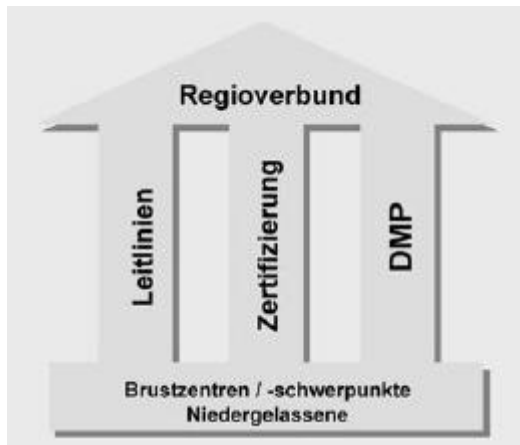 Regioverbund
Leitlinien
Zertifizierung
DMP
Brustzentren / -schwerpunkte
Niedergelassene